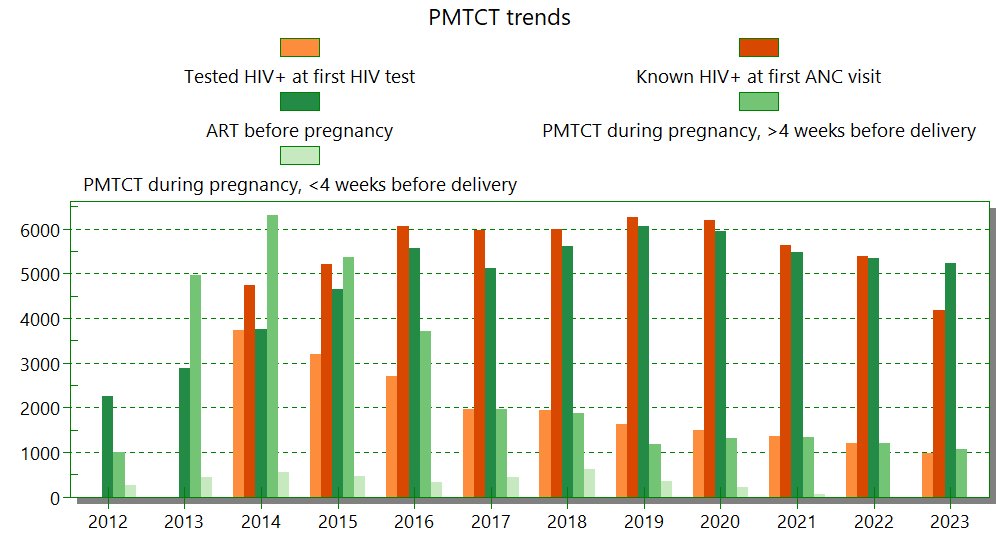 PMTCT trends
Tested HIV+ at first HIV test
Known HIV+ at first ANC visit
ART before pregnancy
PMTCT during pregnancy, >4 weeks before delivery
PMTCT during pregnancy, <4 weeks before delivery
6000
5000
4000
3000
2000
1000
0
2012 2013 2014 2015 2016 2017 2018 2019 2020 2021 2022 2023